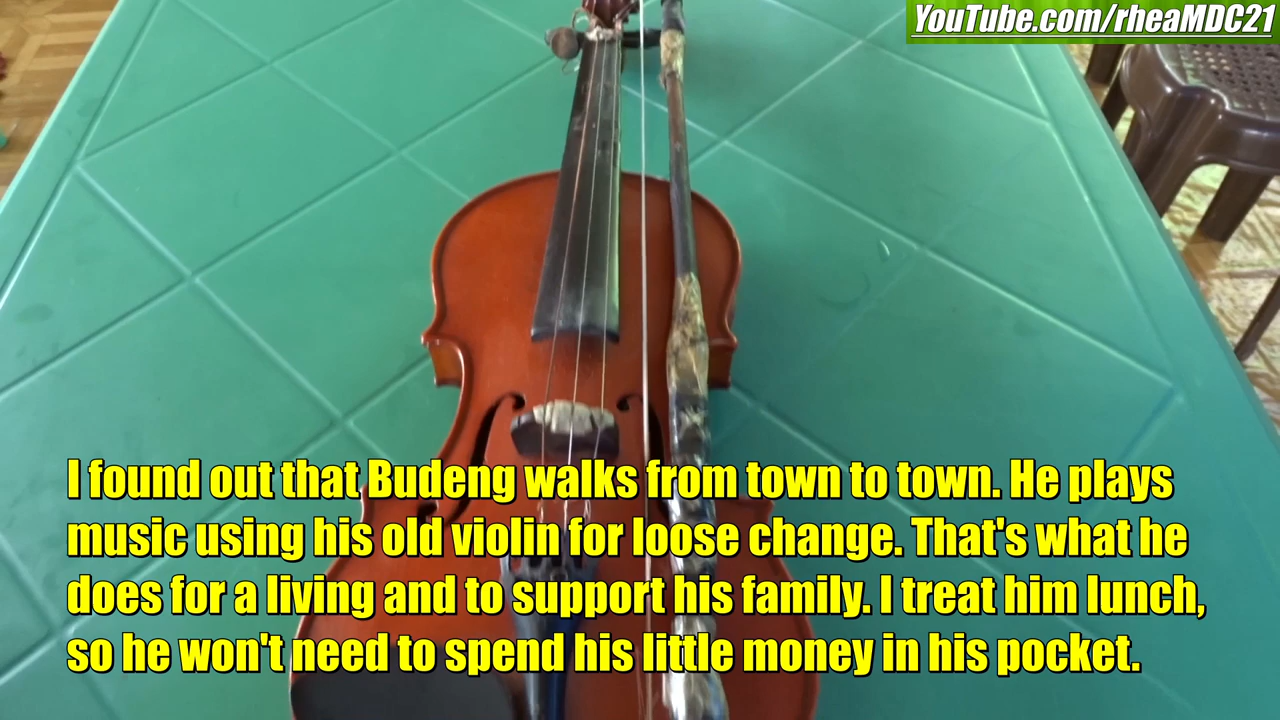 YouTube.com/rheaMDC21
I found out that Budeng walks from town to town. He plays
music using his old violin for loose change. That's what he
does for a living and to support his family. I treat him lunch,
so he won't need to spend his little money in his pocket.